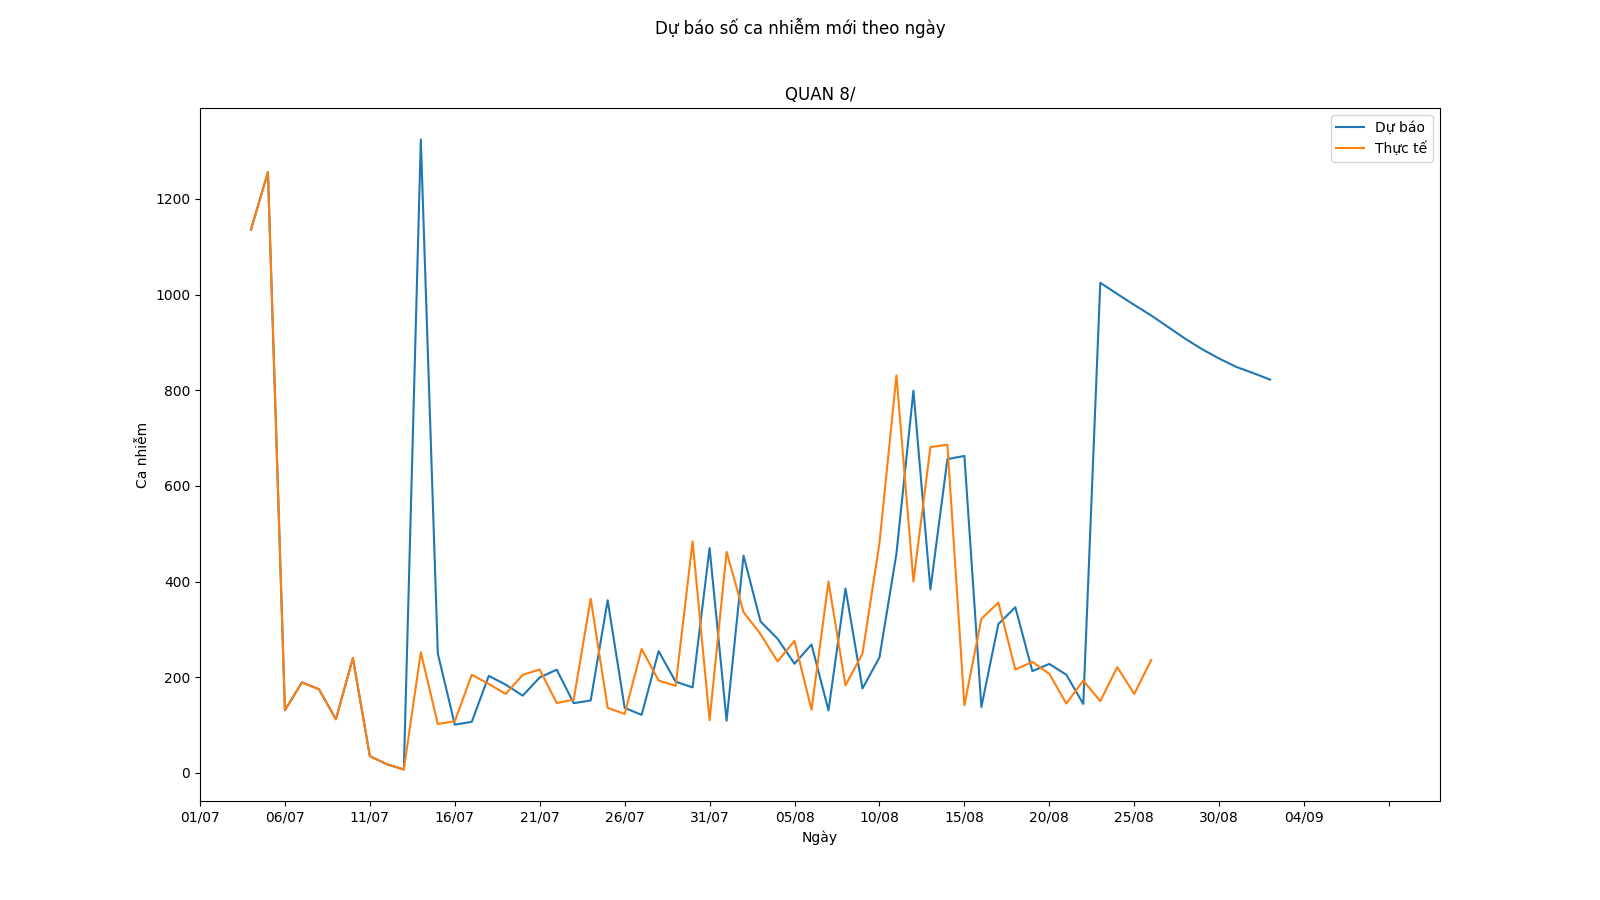 Dự báo số ca nhiễm mới theo ngày
QUAN 8/
Dự báo
Thực tế
1200
1000
800
600
400
200
0
Ca nhiễm
01/07 06/07 11/07 16/07 21/07 26/07 31/07 05/08 10/08 15/08 20/08 25/08 30/08 04/09
Ngày